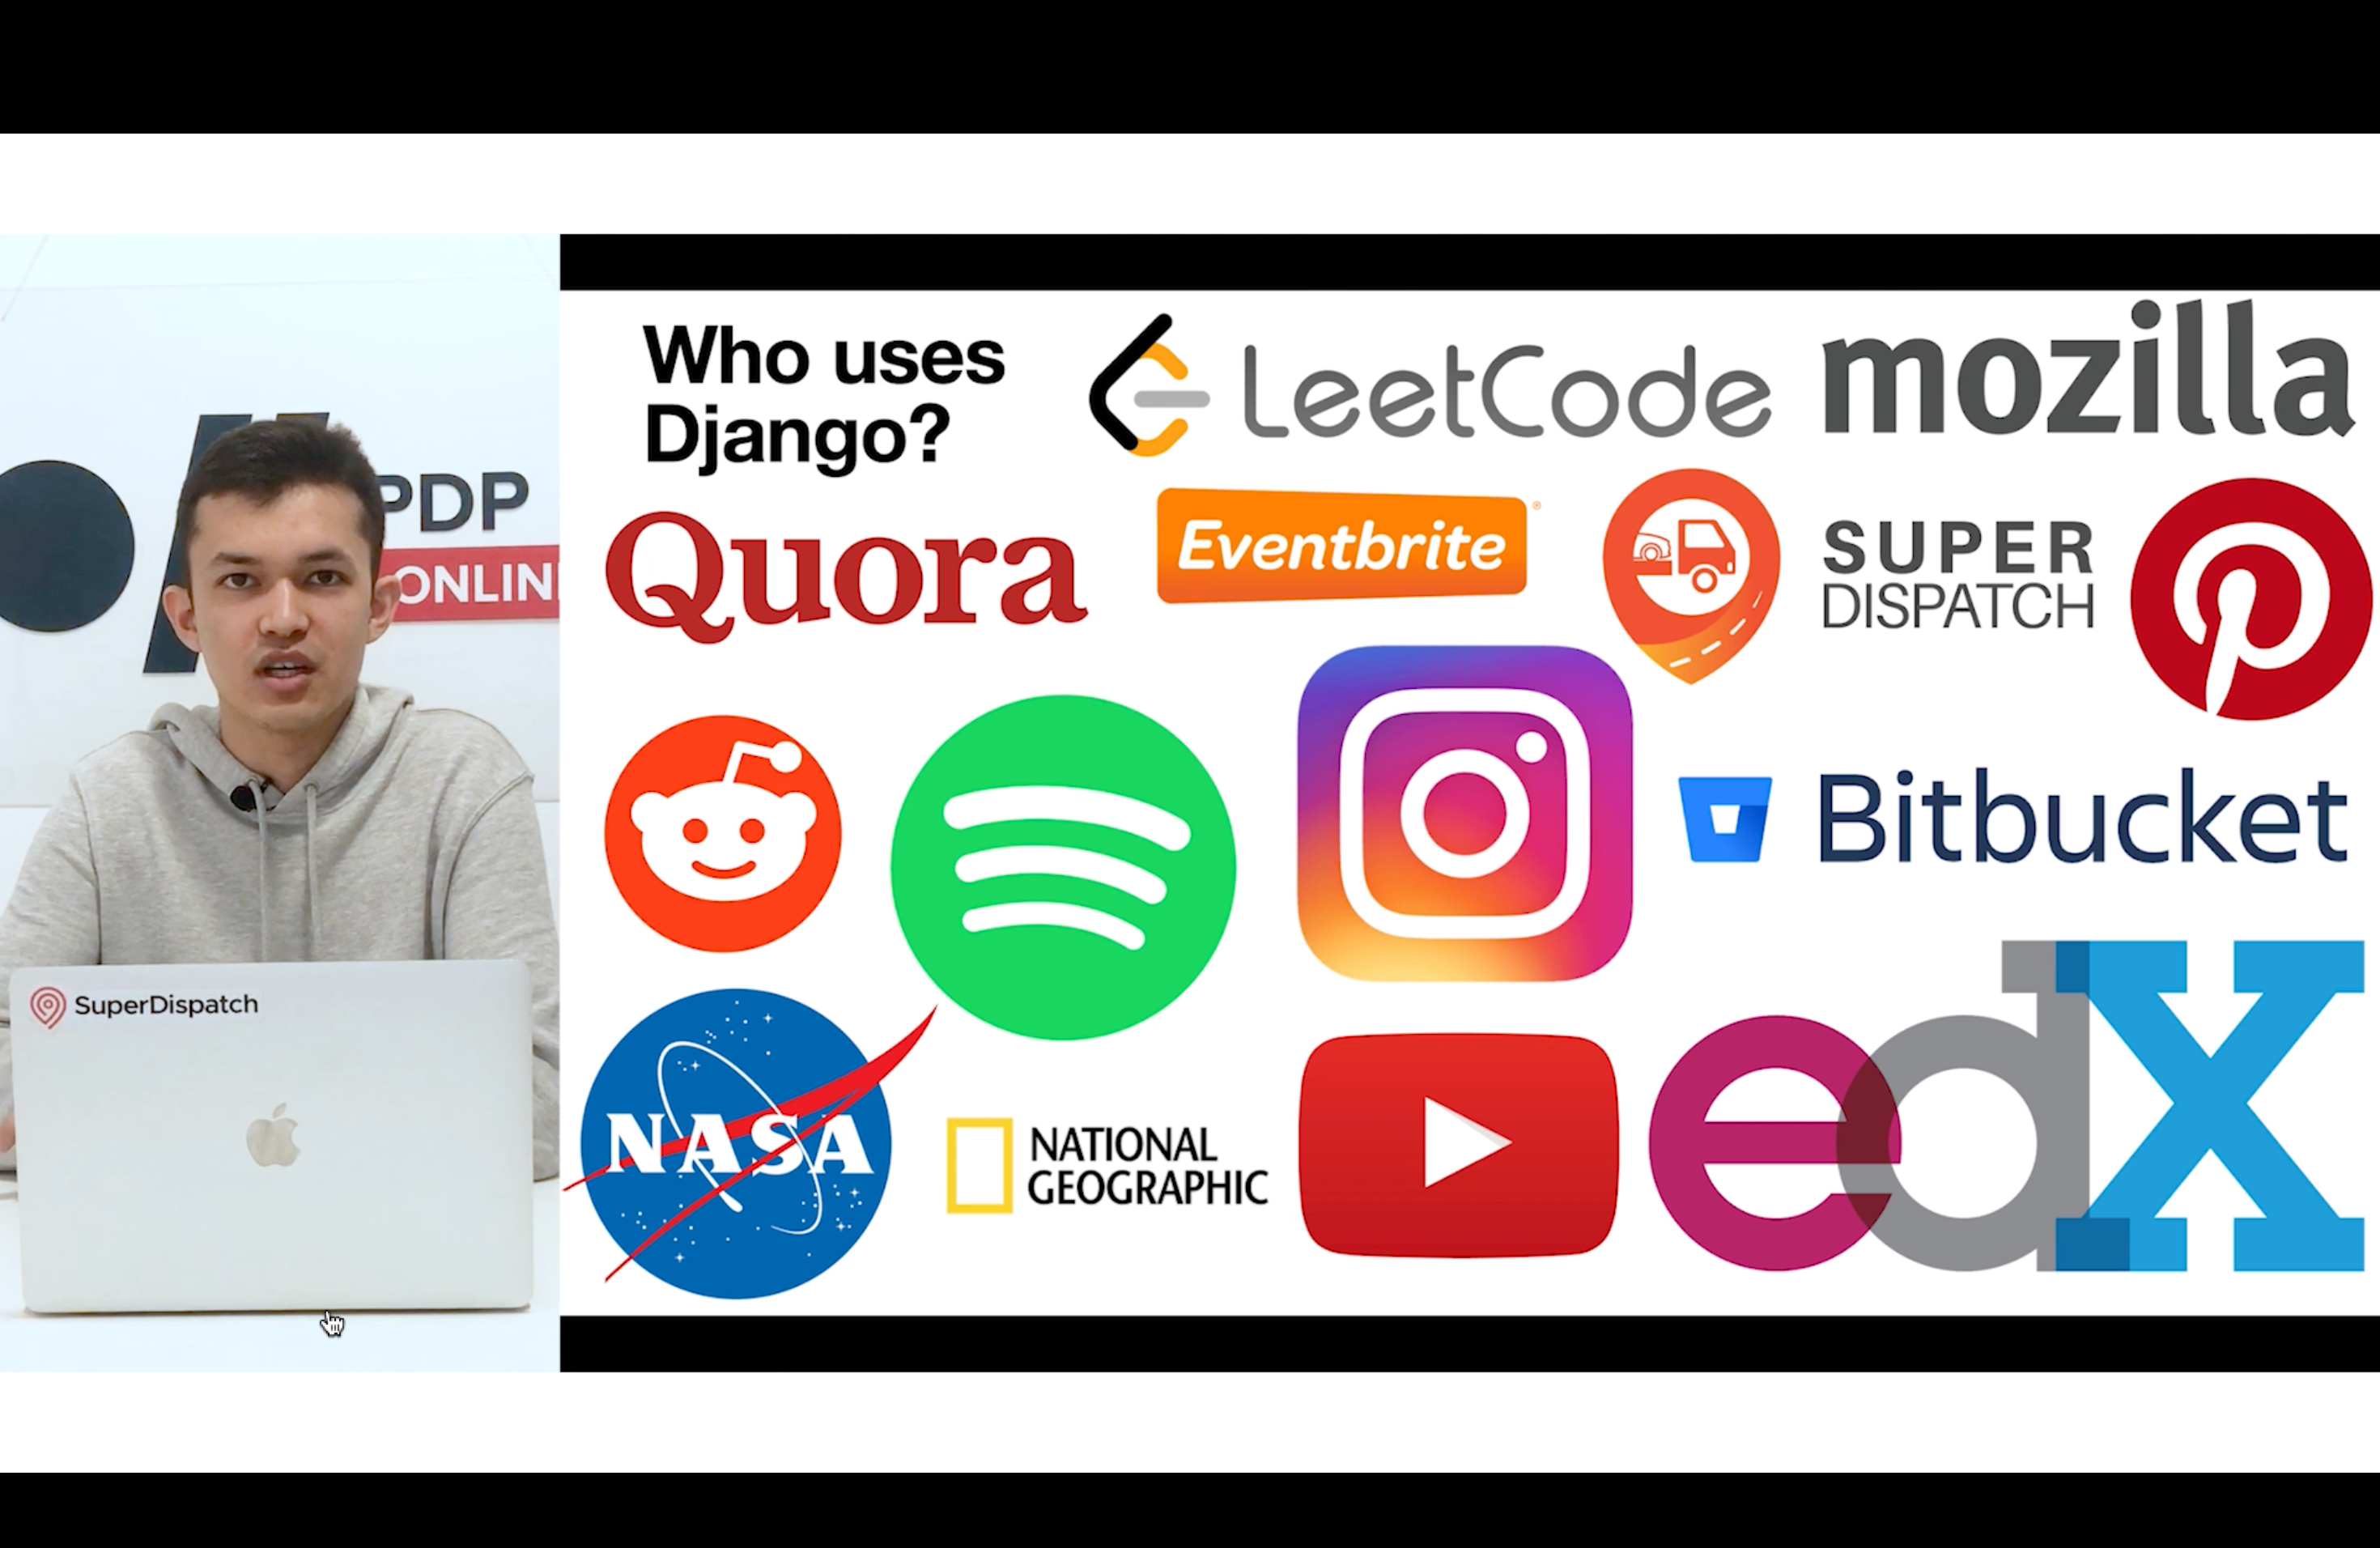 PDP
ONLIN
SuperDispatch
Who uses
Django?
LeetCode
mozilla
Quora
Eventbrite
®
SUPER
DISPATCH
Bitbucket
NASA
NATIONAL
GEOGRAPHIC
edX